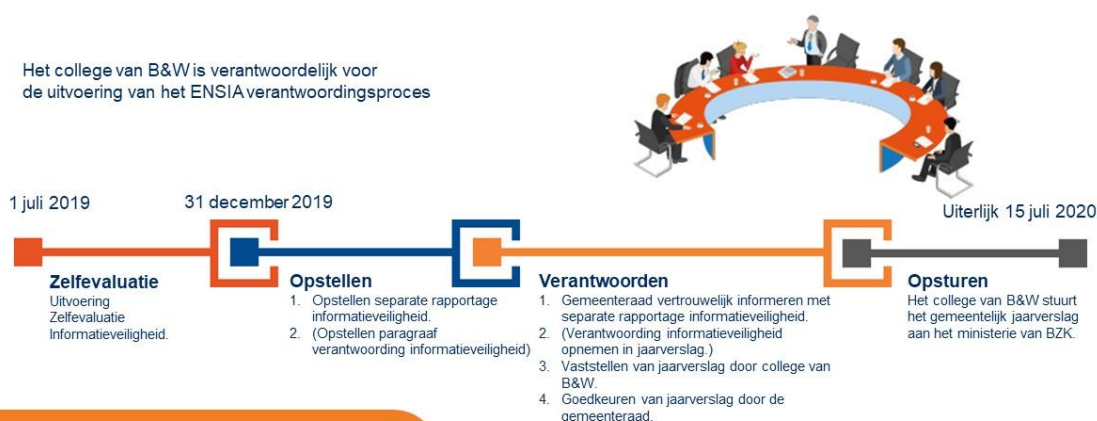 Het college van B&W is verantwoordelijk voor
de uitvoering van het ENSIA verantwoordingsproces
1 juli 2019
31 december 2019
Uiterlijk 15 juli 2020
Zelfevaluatie
Uitvoering
Zelfevaluatie
Informatieveiligheid.
Opstellen
1. Opstellen separate rapportage
informatieveiligheid.
2. (Opstellen paragraaf
verantwoording informatieveiligheid)
Verantwoorden
1. Gemeenteraad vertrouwelijk informeren met
separate rapportage informatieveiligheid.
2. (Verantwoording informatieveiligheid
opnemen in jaarverslag.)
3. Vaststellen van jaarverslag door college van
B&W.
4. Goedkeuren van jaarverslag door de
gemeenteraad.
Opsturen
Het college van B&W stuurt
het gemeentelijk jaarverslag
aan het ministerie van BZK.